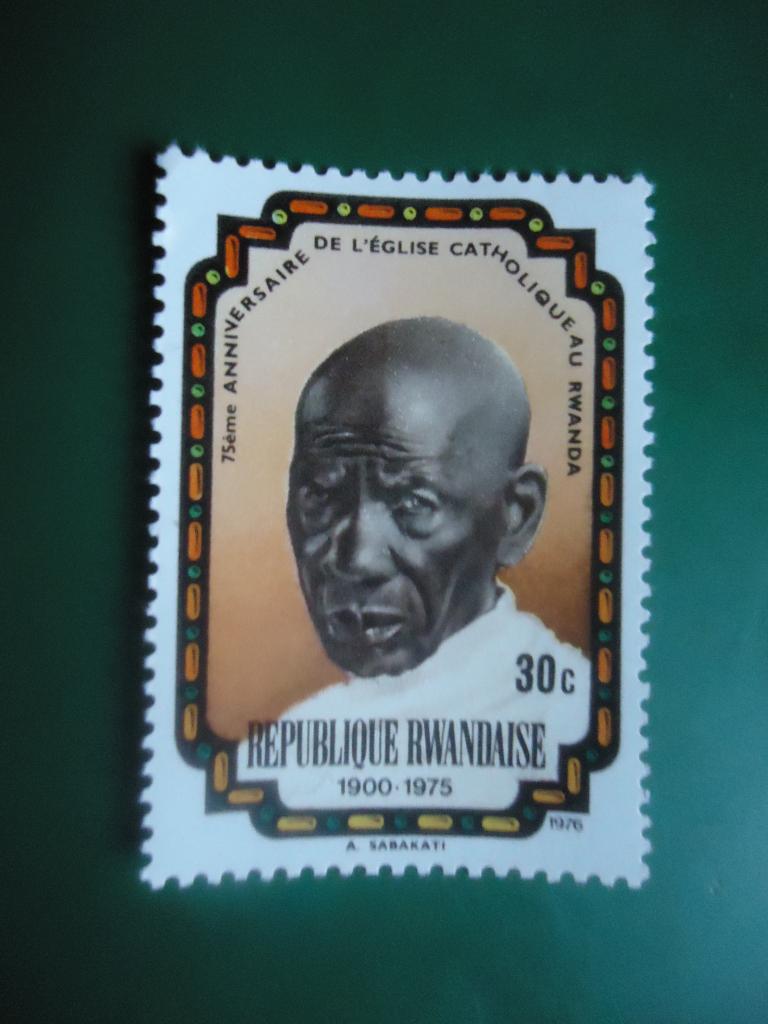 75ème ANNIVERSAIRE DE L'ÉGLISE CATHOLIQUE AU RWANDA
30c
REPUBLIQUE RWANDAISE
1900·1975
1976
A. SABAKATI